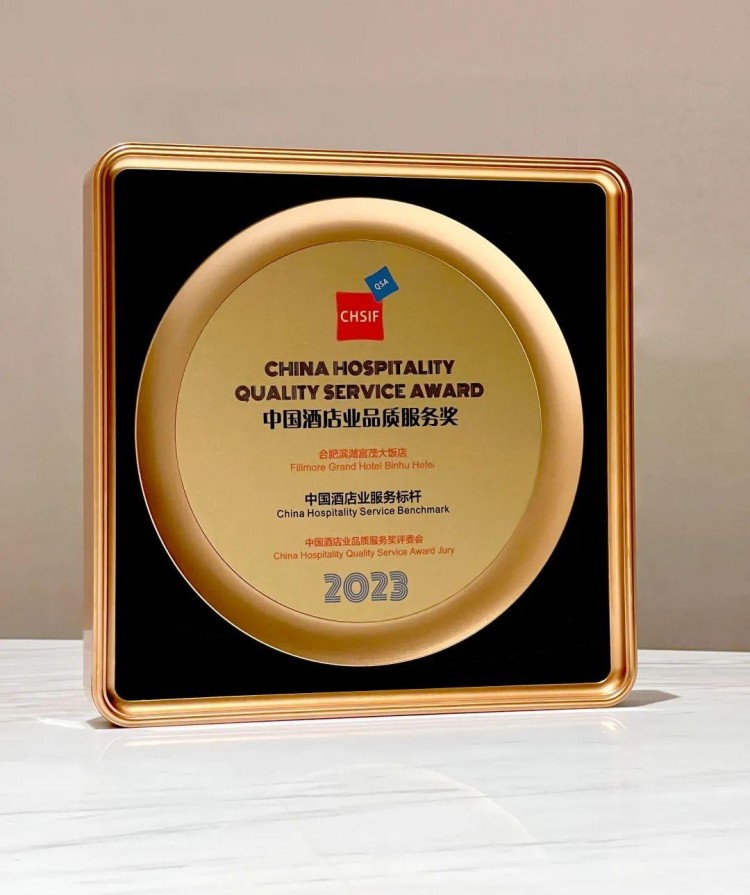 QSA
CHSIF
CHINA HOSPITALITY
QUALITY SERVICE AWARD
中国酒店业品质服务奖
合肥滨湖富茂大饭店
Fillmore Grand Hotel Binhu Hefei
中国酒店业服务标杆
China Hospitality Service Benchmark
中国酒店业品质服务奖评委会
China Hospitality Quality Service Award Jury
2023